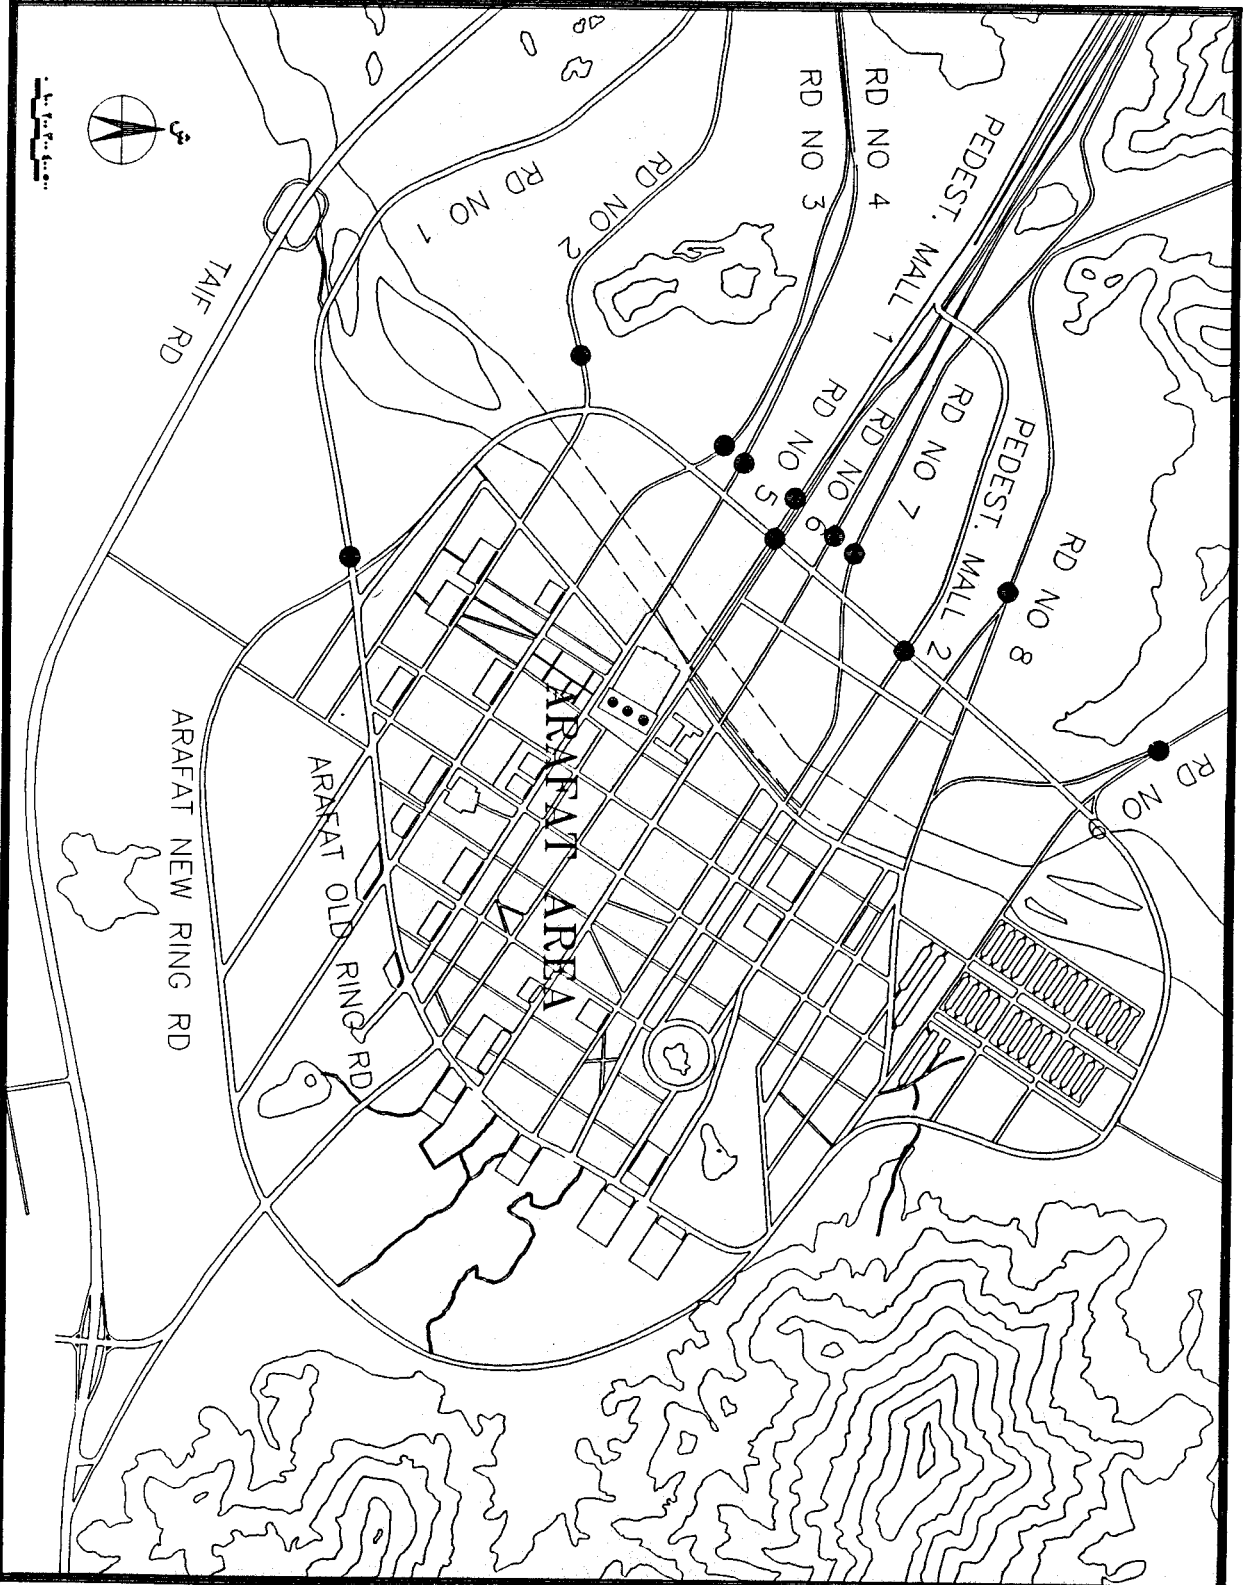 ش
RD NO 4
RD NO 3
PEDEST. MALL 1
RD NO 1
RD NO 2
TAIF RD
RD NO 5
RD NO 6
RD NO 7
PEDEST. MALL 2
RD NO 8
RD NO
ARAFAT AREA
ARAFAT OLD RING RD
ARAFAT NEW RING RD